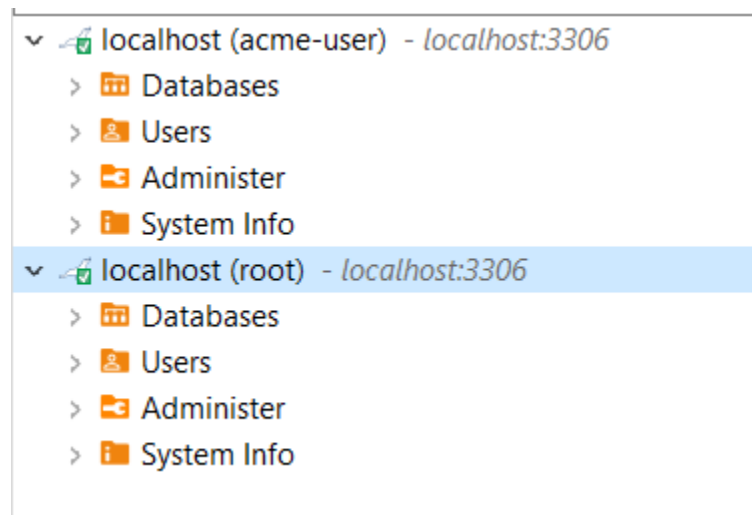 localhost (acme-user) - localhost:3306
Databases
Users
Administer
System Info
localhost (root) - localhost:3306
Databases
Users
Administer
System Info